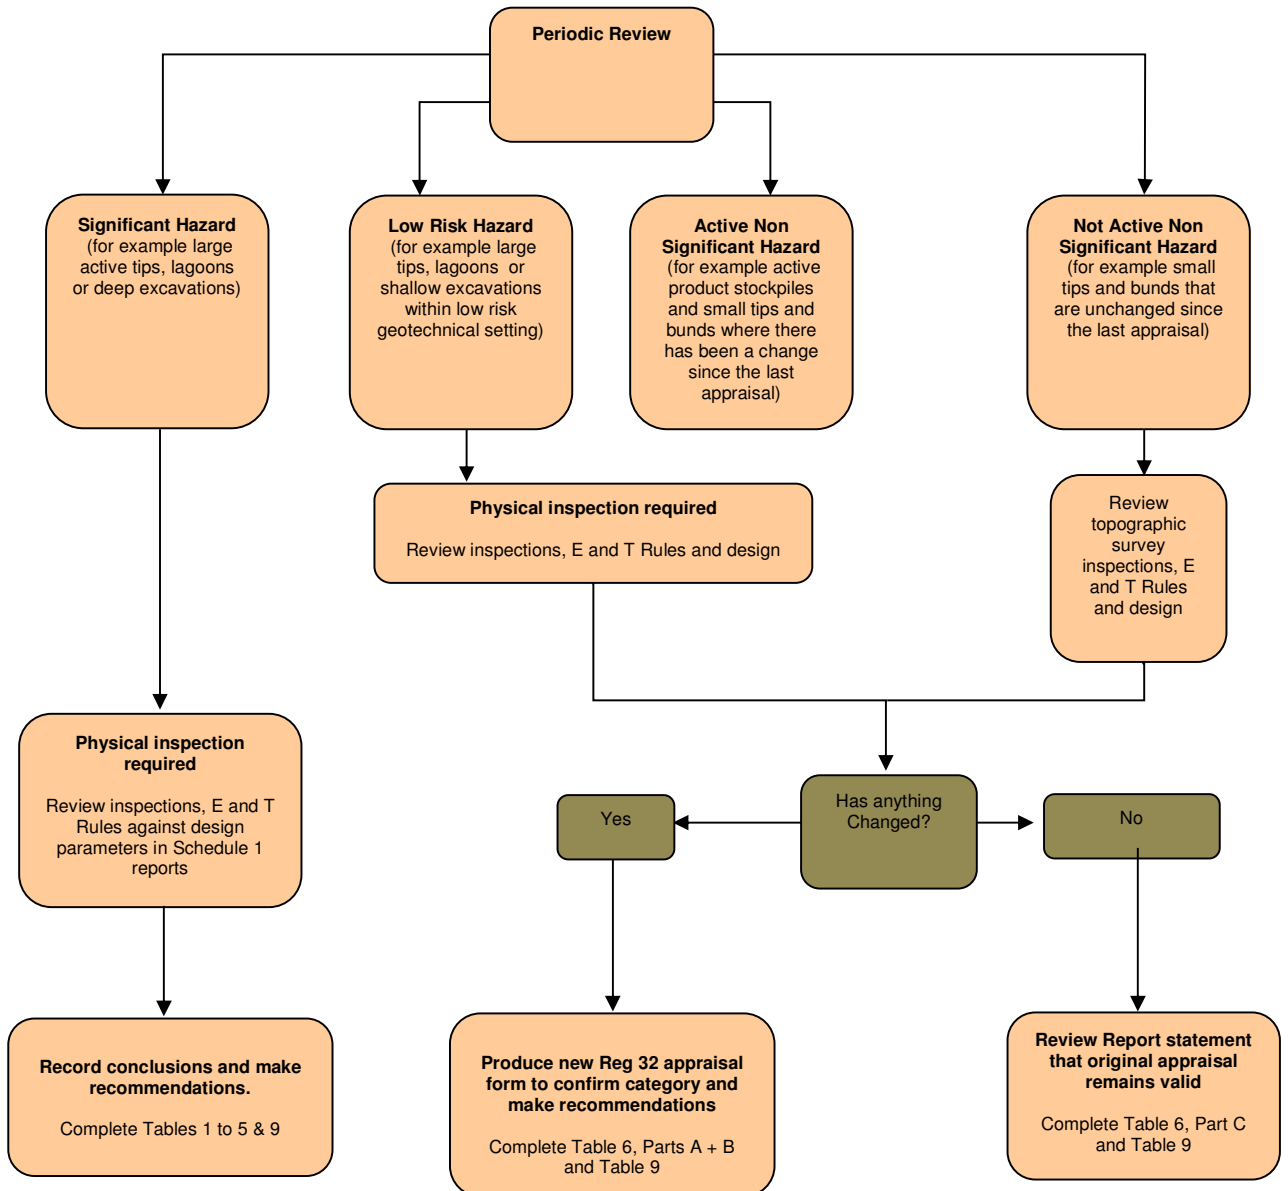 Periodic Review
Significant Hazard
(for example large
active tips, lagoons
or deep excavations)
Low Risk Hazard
(for example large
tips, lagoons or
shallow excavations
within low risk
geotechnical setting)
Active Non
Significant Hazard
(for example active
product stockpiles
and small tips and
bunds where there
has been a change
since the last
appraisal)
Not Active Non
Significant Hazard
(for example small
tips and bunds that
are unchanged since
the last appraisal)
Physical inspection required
Review inspections, E and T Rules and design
Review
topographic
survey
inspections, E
and T Rules
and design
Physical inspection
required
Review inspections, E and T
Rules against design
parameters in Schedule 1
reports
Yes
Has anything
Changed?
No
Record conclusions and make
recommendations.
Complete Tables 1 to 5 & 9
Produce new Reg 32 appraisal
form to confirm category and
make recommendations
Complete Table 6, Parts A + B
and Table 9
Review Report statement
that original appraisal
remains valid
Complete Table 6, Part C
and Table 9